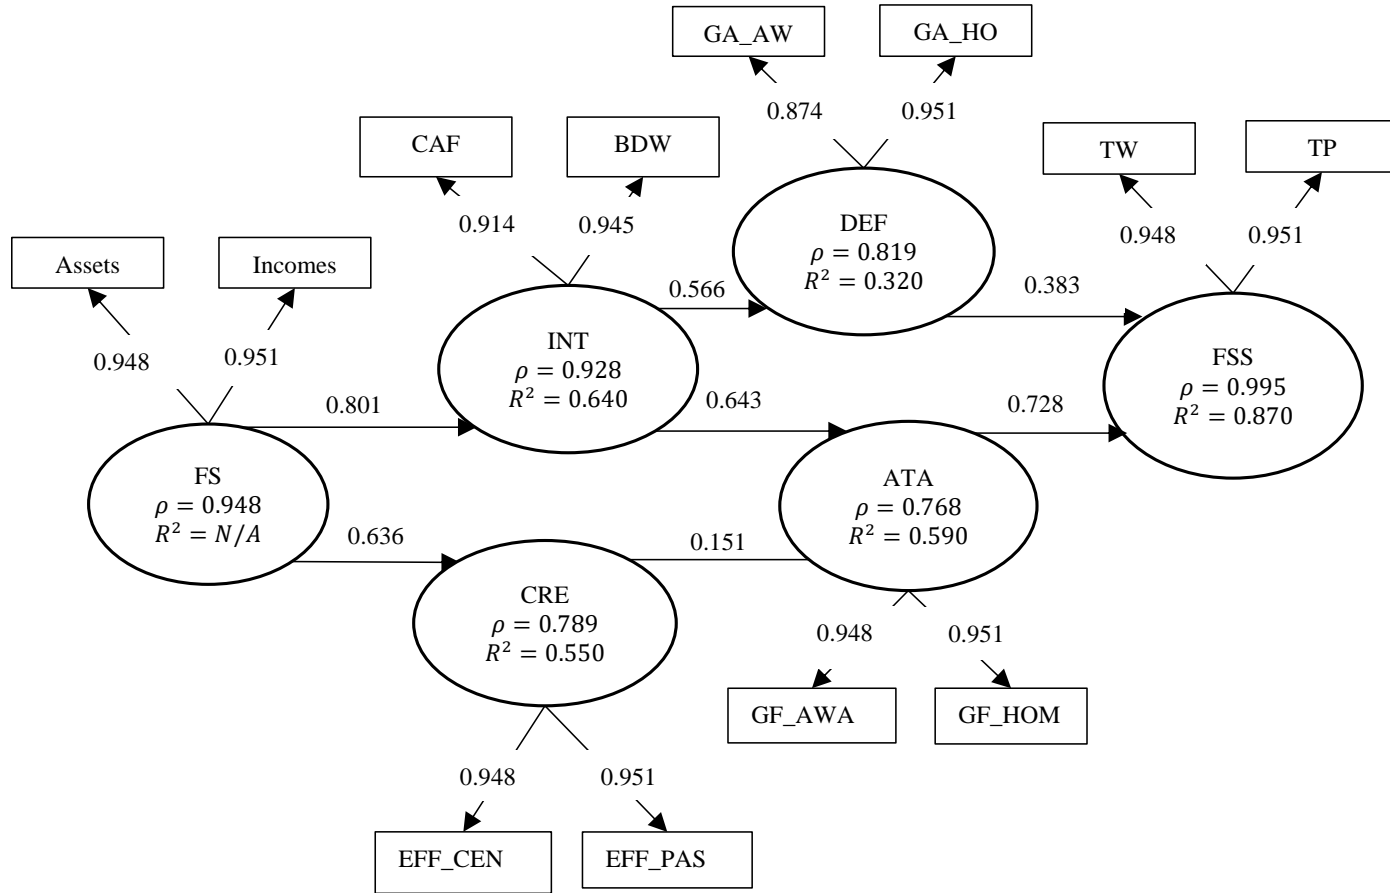 GA_AW
GA_HO
0.874
0.951
CAF
BDW
TW
TP
0.914
0.945
DEF
ρ = 0.819
R² = 0.320
0.948
0.951
Assets
Incomes
0.566
0.383
0.948
0.951
INT
ρ = 0.928
R² = 0.640
FSS
ρ = 0.995
R² = 0.870
0.801
0.643
0.728
FS
ρ = 0.948
R² = N/A
ATA
ρ = 0.768
R² = 0.590
0.636
0.151
CRE
ρ = 0.789
R² = 0.550
0.948
0.951
GF_AWA
GF_HOM
0.948
0.951
EFF_CEN
EFF_PAS